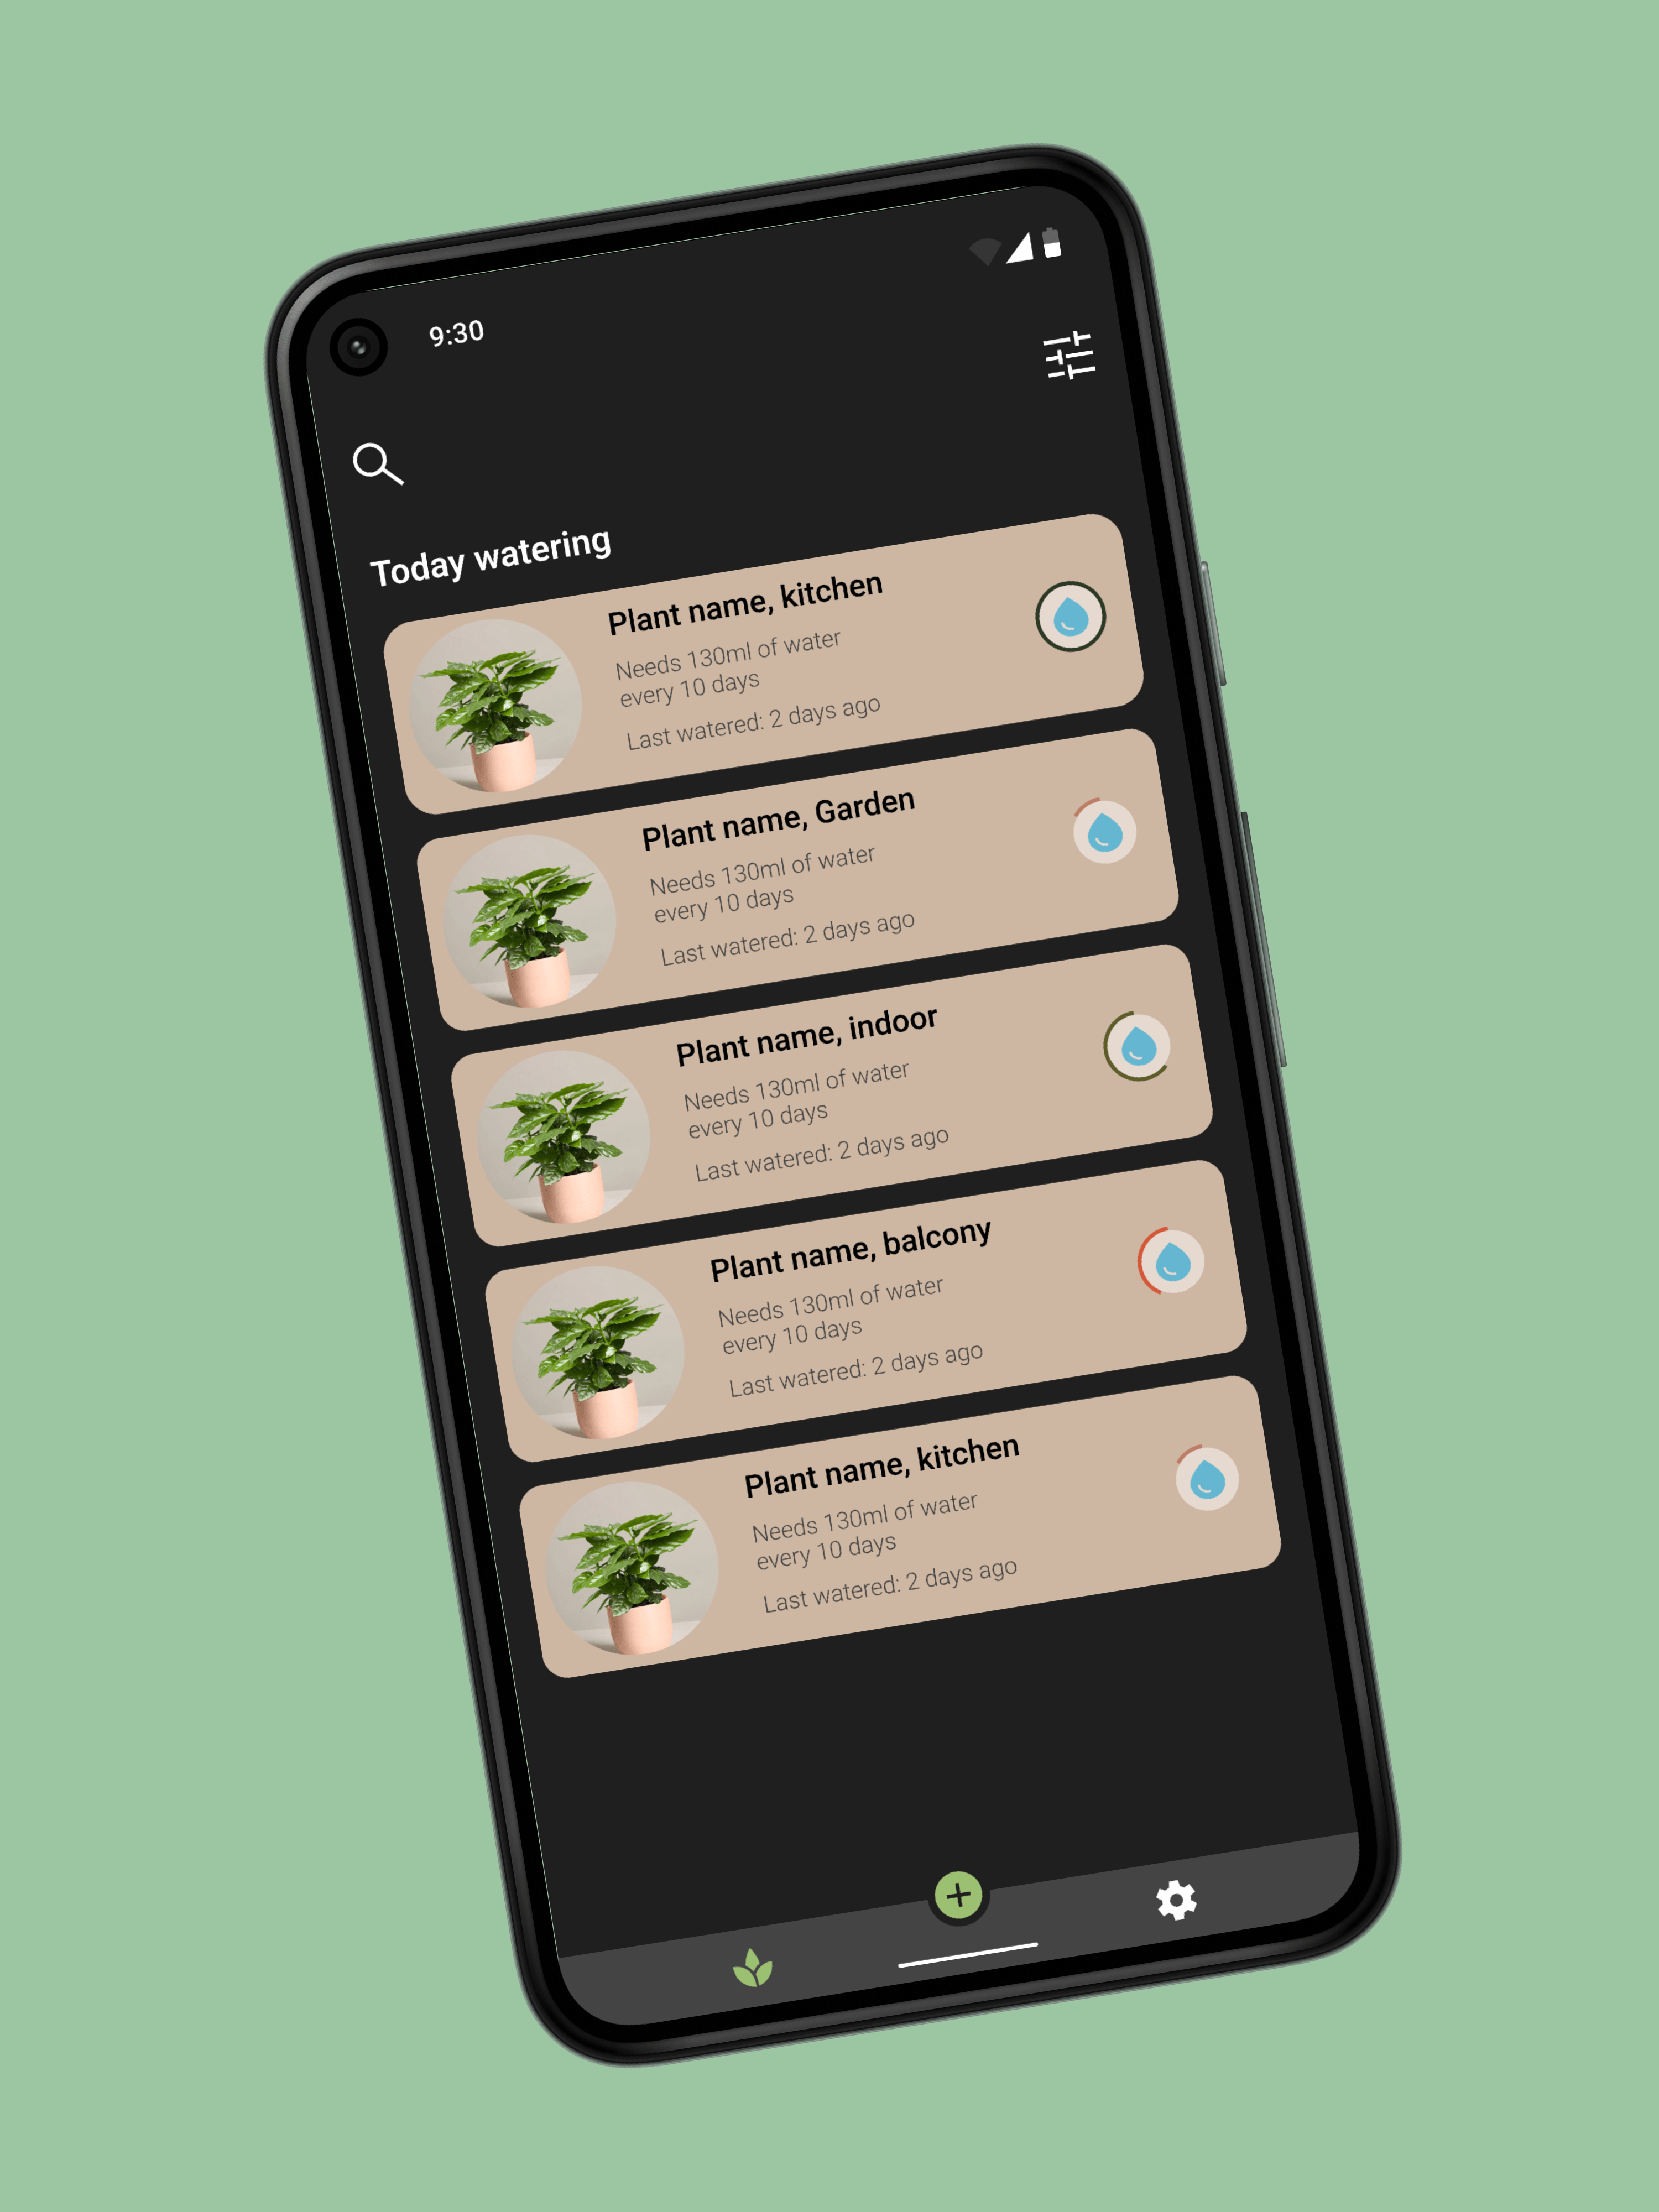 9:30
Today watering
Plant name, kitchen
Needs 130ml of water
every 10 days
Last watered: 2 days ago
Plant name, Garden
Needs 130ml of water
every 10 days
Last watered: 2 days ago
Plant name, indoor
Needs 130ml of water
every 10 days
Last watered: 2 days ago
Plant name, balcony
Needs 130ml of water
every 10 days
Last watered: 2 days ago
Plant name, kitchen
Needs 130ml of water
every 10 days
Last watered: 2 days ago